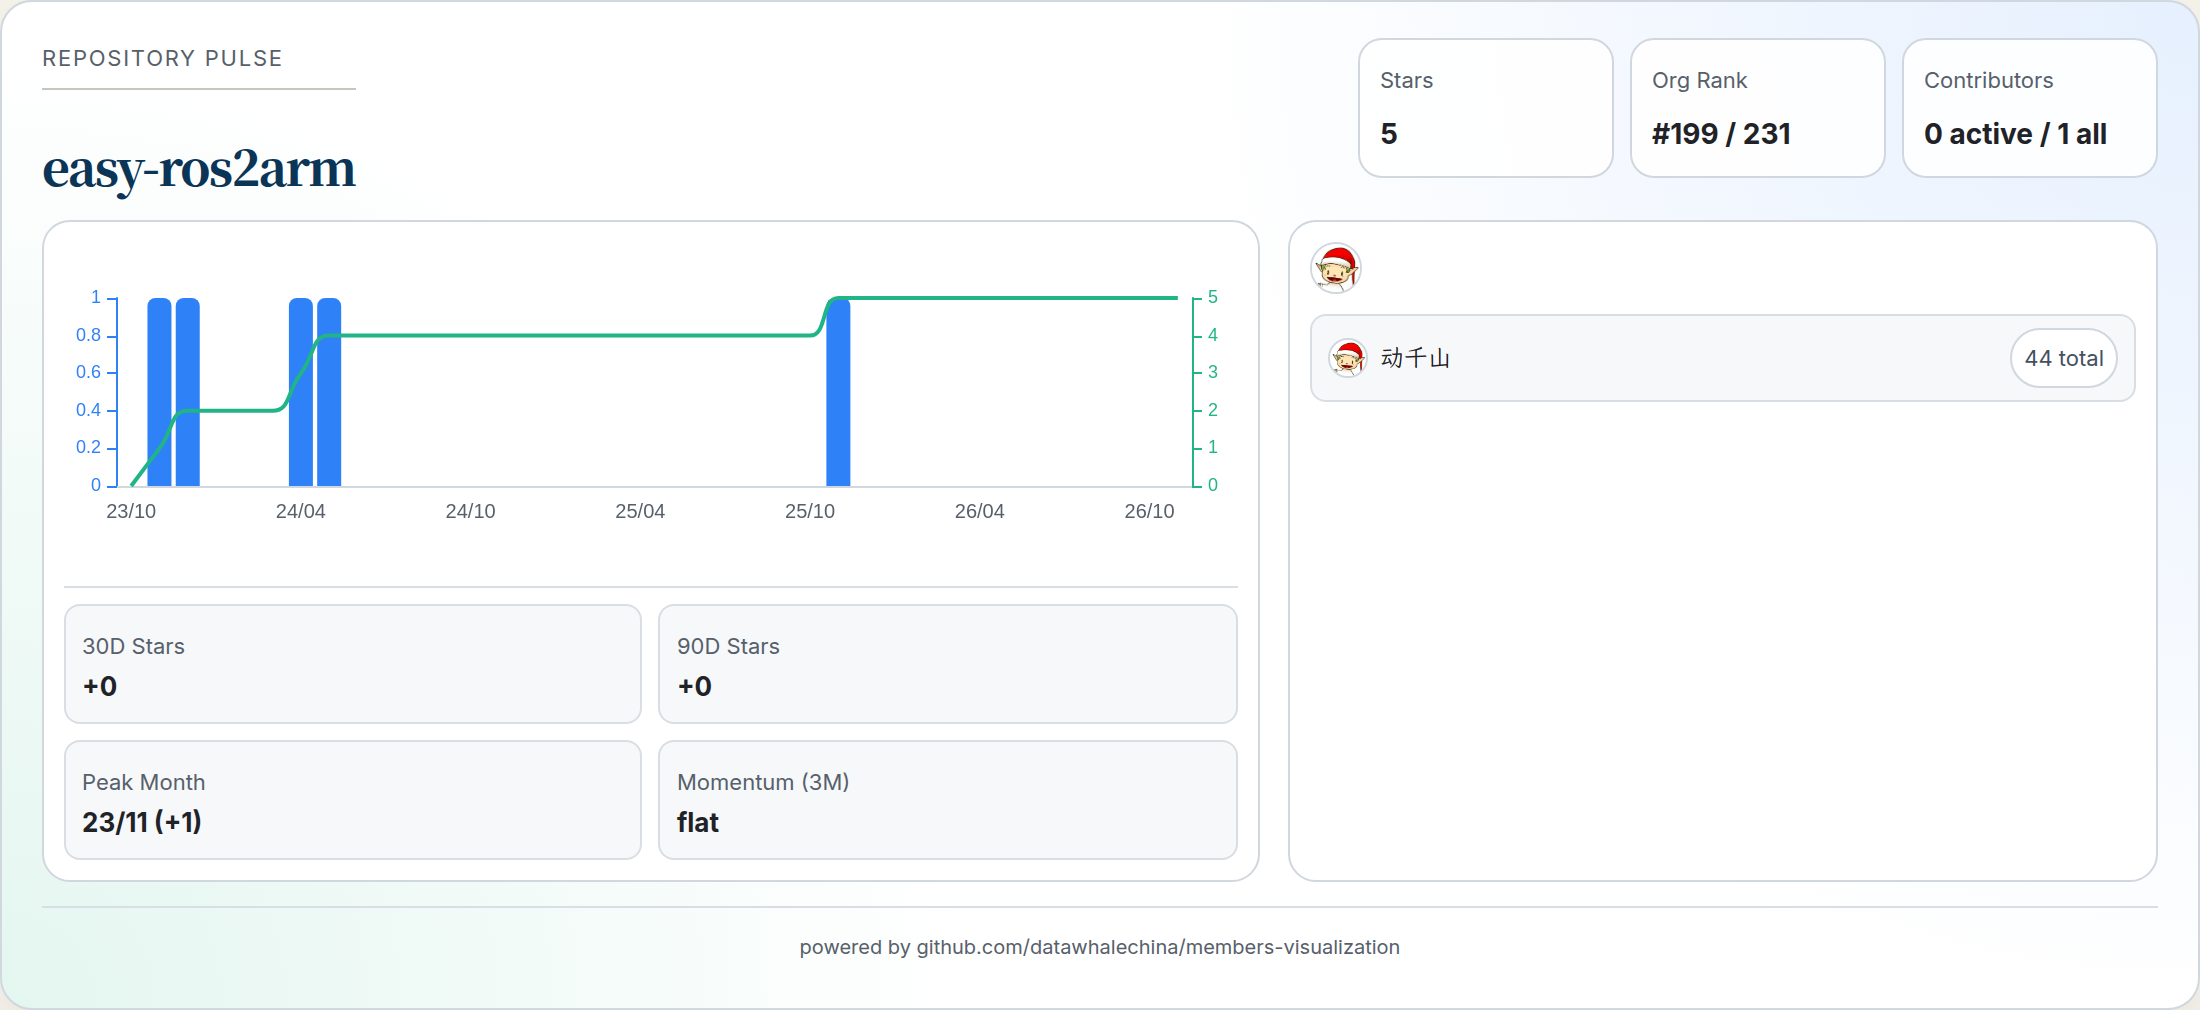 REPOSITORY PULSE
easy-ros2arm
Stars
5
Org Rank
#199 / 231
Contributors
0 active / 1 all
1
0.8
0.6
0.4
0.2
0
5
4
3
2
1
0
23/10 24/04 24/10 25/04 25/10 26/04 26/10
30D Stars
+0
90D Stars
+0
Peak Month
23/11 (+1)
Momentum (3M)
flat
动千山
44 total
powered by github.com/datawhalechina/members-visualization